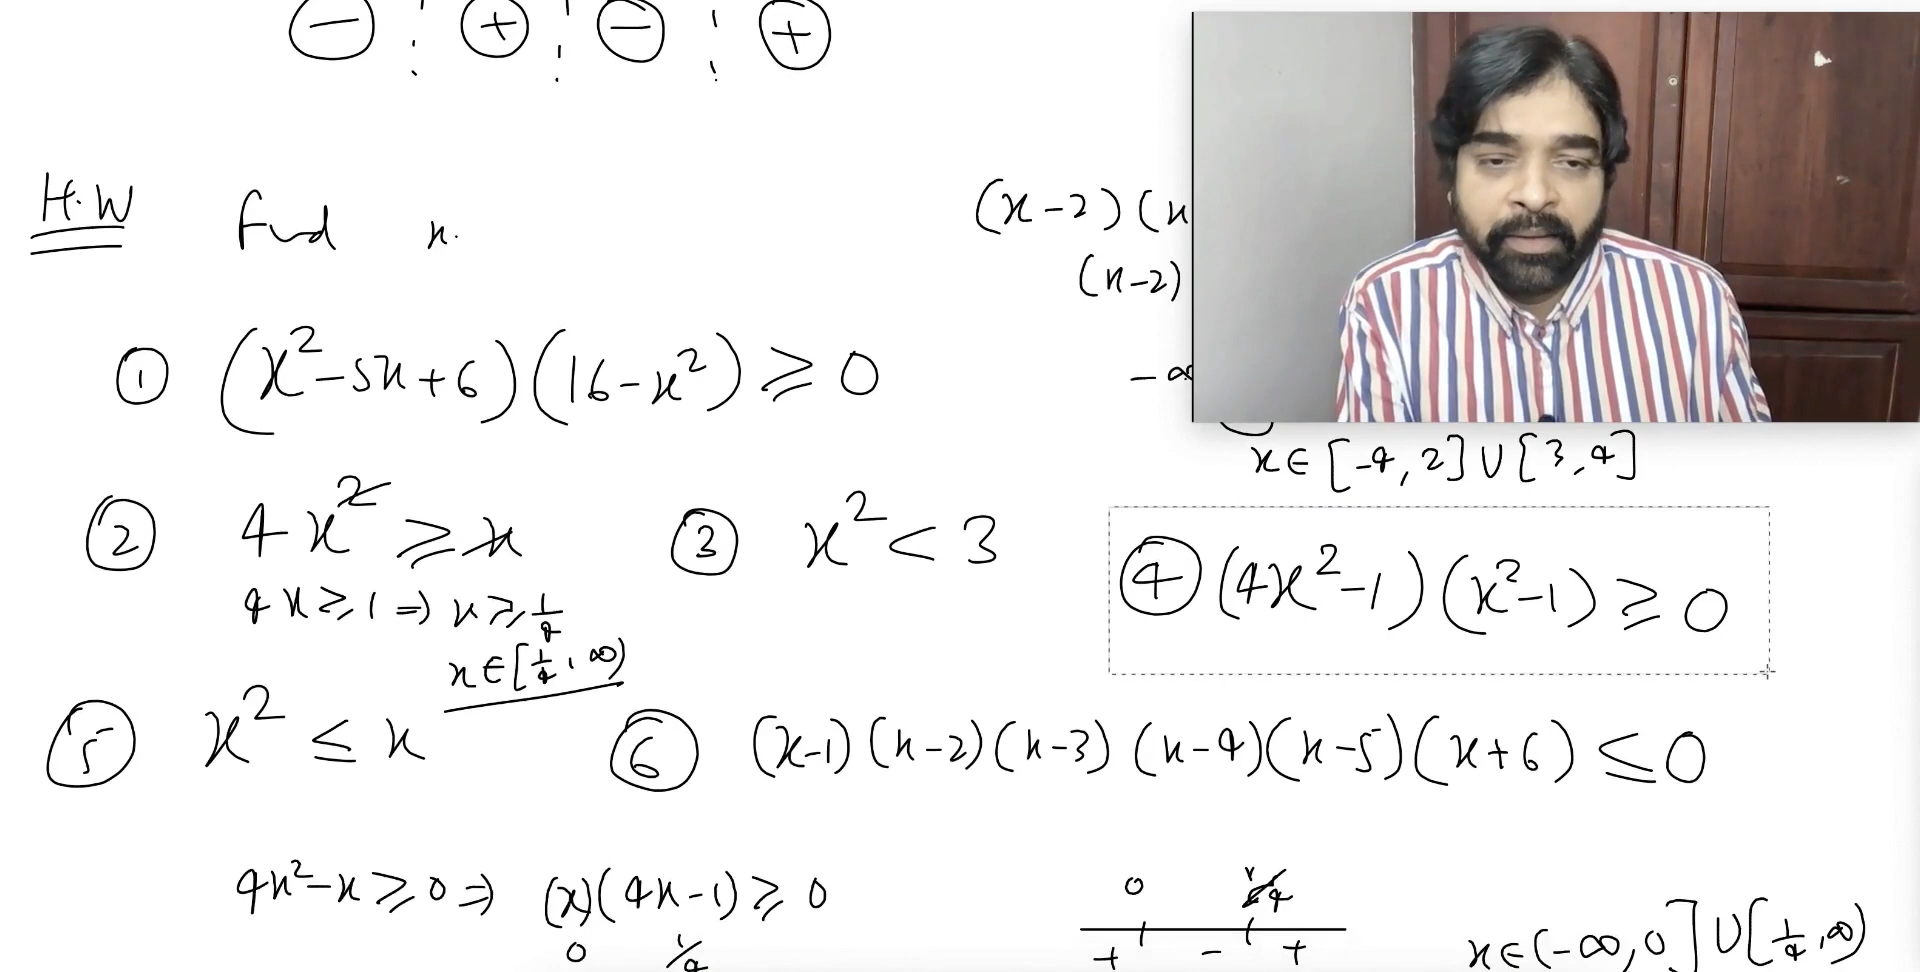 − + − +
H.W Find x.
(x-2)(x
(x-2)
① (x²-5x+6)(16-x²) ≥ 0
-∞
x∈[-4,2]∪[3,4]
② 4x² ≥ x
③ x² < 3
④ (4x²-1)(x²-1) ≥ 0
4x ≥ 1 ⇒ x ≥ 1/4
x∈[1/4, ∞)
⑤ x² ≤ x
⑥ (x-1)(x-2)(x-3)(x-4)(x-5)(x+6) ≤ 0
4x²-x ≥ 0 ⇒ (x)(4x-1) ≥ 0
0 1/4
0 1/4
+ - +
x∈(-∞,0]∪[1/4,∞)